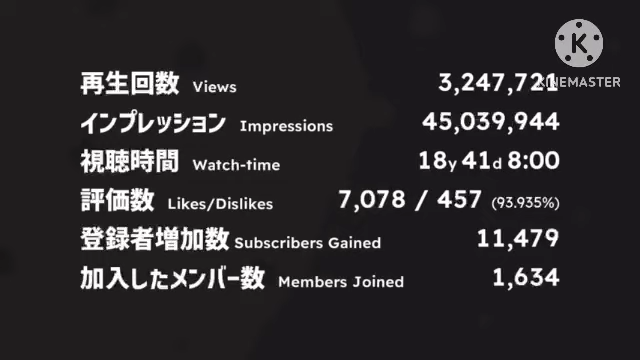 K
KINEMASTER
再生回数 Views 3,247,721
インプレッション Impressions 45,039,944
視聴時間 Watch-time 18y 41d 8:00
評価数 Likes/Dislikes 7,078 / 457 (93.935%)
登録者増加数 Subscribers Gained 11,479
加入したメンバー数 Members Joined 1,634